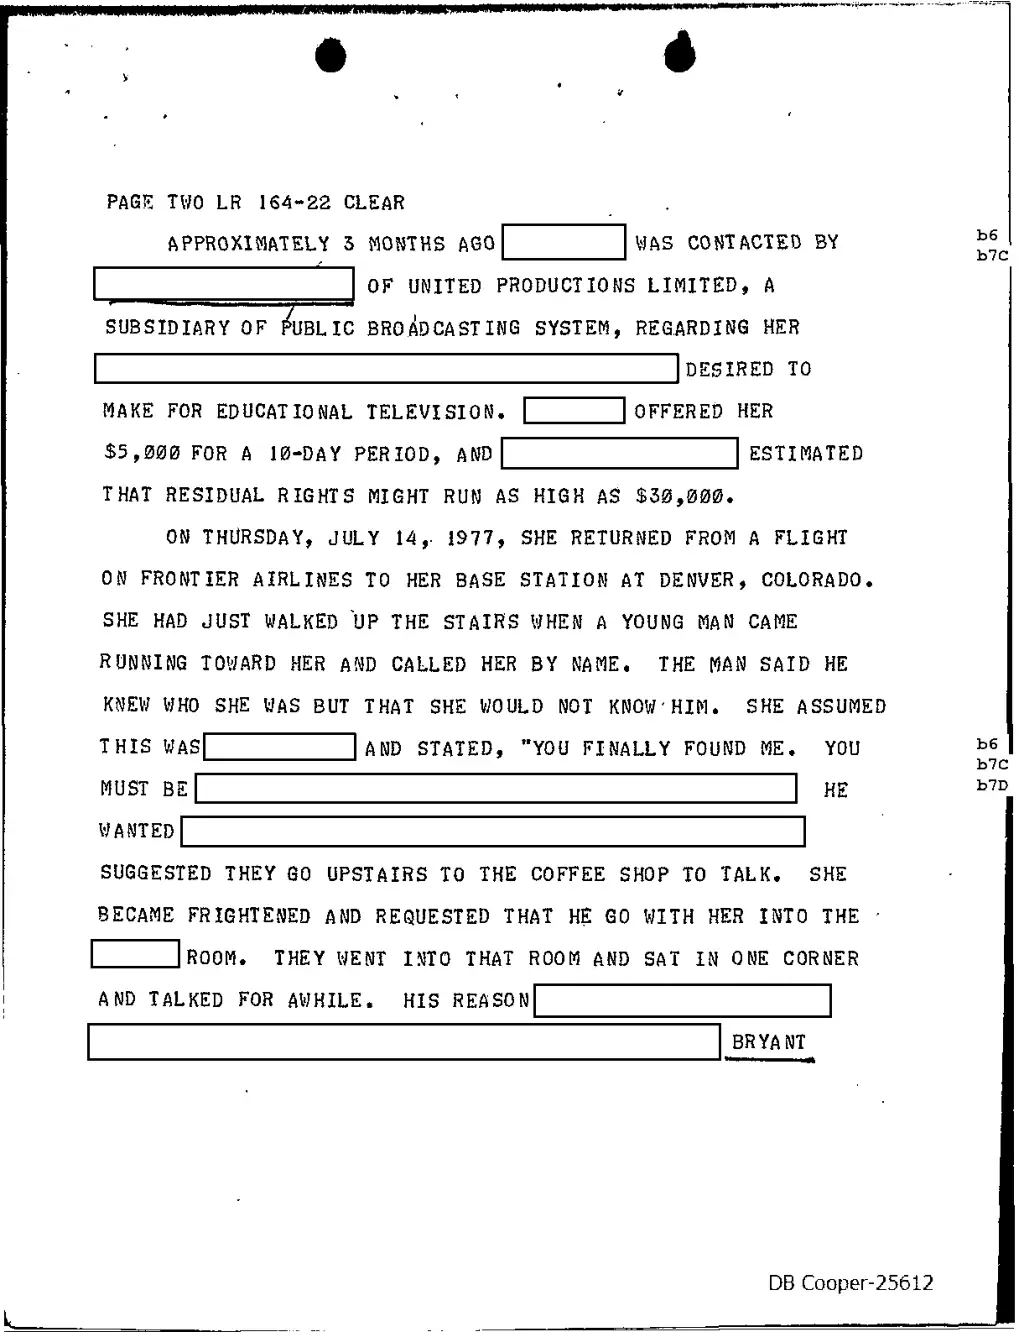 PAGE TWO LR 164-22 CLEAR
APPROXIMATELY 3 MONTHS AGO WAS CONTACTED BY
b6
b7C
OF UNITED PRODUCTIONS LIMITED, A
SUBSIDIARY OF PUBLIC BROADCASTING SYSTEM, REGARDING HER
DESIRED TO
MAKE FOR EDUCATIONAL TELEVISION. OFFERED HER
$5,000 FOR A 10-DAY PERIOD, AND ESTIMATED
THAT RESIDUAL RIGHTS MIGHT RUN AS HIGH AS $30,000.
ON THURSDAY, JULY 14, 1977, SHE RETURNED FROM A FLIGHT
ON FRONTIER AIRLINES TO HER BASE STATION AT DENVER, COLORADO.
SHE HAD JUST WALKED UP THE STAIRS WHEN A YOUNG MAN CAME
RUNNING TOWARD HER AND CALLED HER BY NAME. THE MAN SAID HE
KNEW WHO SHE WAS BUT THAT SHE WOULD NOT KNOW HIM. SHE ASSUMED
THIS WAS AND STATED, "YOU FINALLY FOUND ME. YOU
b6
b7C
b7D
MUST BE HE
WANTED
SUGGESTED THEY GO UPSTAIRS TO THE COFFEE SHOP TO TALK. SHE
BECAME FRIGHTENED AND REQUESTED THAT HE GO WITH HER INTO THE
ROOM. THEY WENT INTO THAT ROOM AND SAT IN ONE CORNER
AND TALKED FOR AWHILE. HIS REASON
BRYANT
DB Cooper-25612